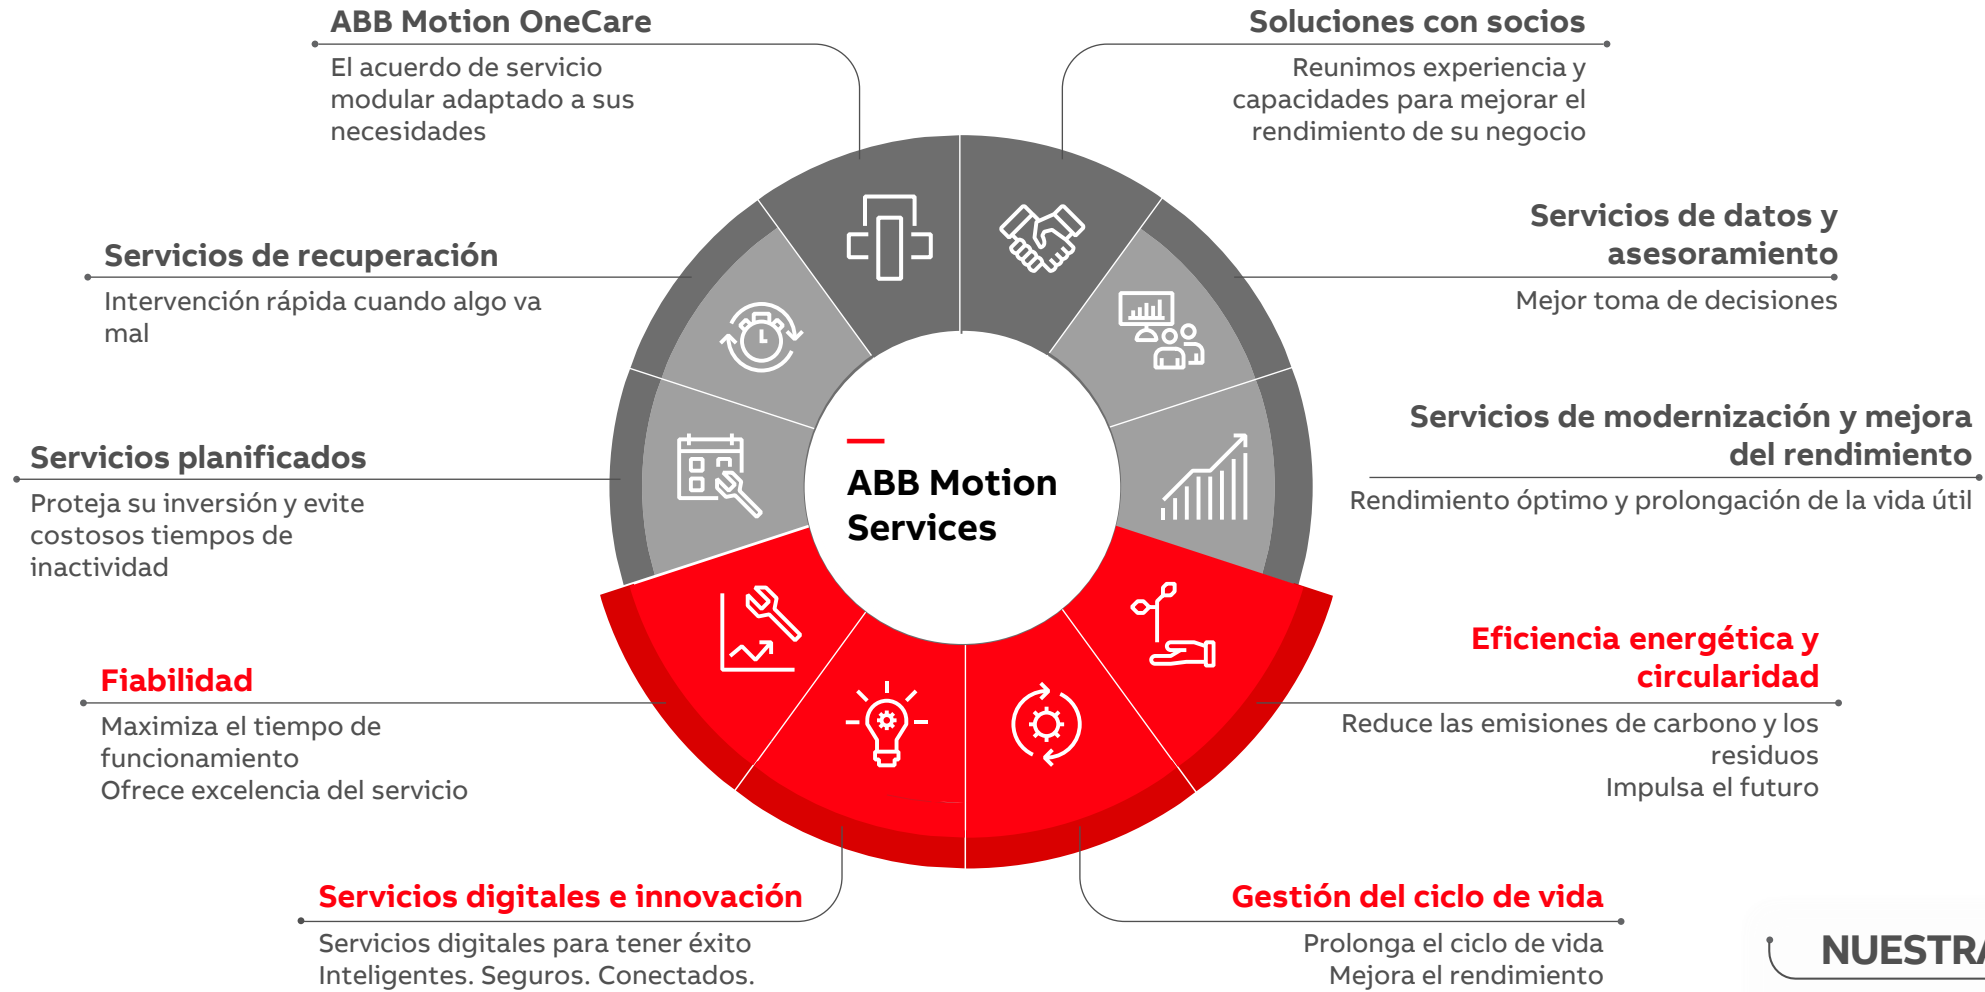 ABB Motion OneCare
El acuerdo de servicio
modular adaptado a sus
necesidades
Soluciones con socios
Reunimos experiencia y
capacidades para mejorar el
rendimiento de su negocio
Servicios de recuperación
Intervención rápida cuando algo va
mal
Servicios de datos y
asesoramiento
Mejor toma de decisiones
Servicios planificados
Proteja su inversión y evite
costosos tiempos de
inactividad
ABB Motion
Services
Servicios de modernización y mejora
del rendimiento
Rendimiento óptimo y prolongación de la vida útil
Fiabilidad
Maximiza el tiempo de
funcionamiento
Ofrece excelencia del servicio
Eficiencia energética y
circularidad
Reduce las emisiones de carbono y los
residuos
Impulsa el futuro
Servicios digitales e innovación
Servicios digitales para tener éxito
Inteligentes. Seguros. Conectados.
Gestión del ciclo de vida
Prolonga el ciclo de vida
Mejora el rendimiento
NUESTRA